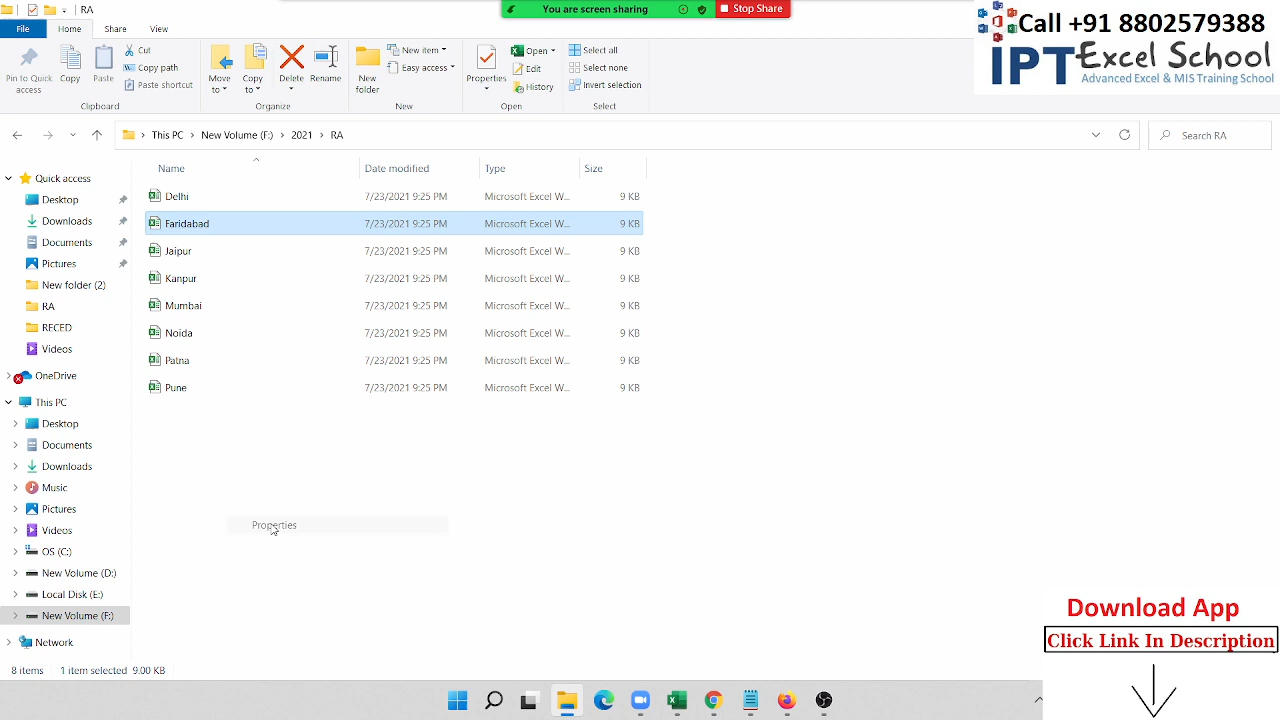 RA
You are screen sharing
Stop Share
Call +91 8802579388
IPT Excel School
Advanced Excel & MIS Training School
File
Home
Share
View
Pin to Quick access
Copy
Paste
Cut
Copy path
Paste shortcut
Clipboard
Move to
Copy to
Delete
Rename
Organize
New folder
New item
Easy access
New
Properties
Open
Edit
History
Open
Select all
Select none
Invert selection
Select
This PC
New Volume (F:)
2021
RA
Search RA
Name
Date modified
Type
Size
Delhi 7/23/2021 9:25 PM Microsoft Excel W... 9 KB
Faridabad 7/23/2021 9:25 PM Microsoft Excel W... 9 KB
Jaipur 7/23/2021 9:25 PM Microsoft Excel W... 9 KB
Kanpur 7/23/2021 9:25 PM Microsoft Excel W... 9 KB
Mumbai 7/23/2021 9:25 PM Microsoft Excel W... 9 KB
Noida 7/23/2021 9:25 PM Microsoft Excel W... 9 KB
Patna 7/23/2021 9:25 PM Microsoft Excel W... 9 KB
Pune 7/23/2021 9:25 PM Microsoft Excel W... 9 KB
Quick access
Desktop
Downloads
Documents
Pictures
New folder (2)
RA
RECED
Videos
OneDrive
This PC
Desktop
Documents
Downloads
Music
Pictures
Videos
OS (C:)
New Volume (D:)
Local Disk (E:)
New Volume (F:)
Network
Properties
8 items
1 item selected 9.00 KB
Download App
Click Link In Description